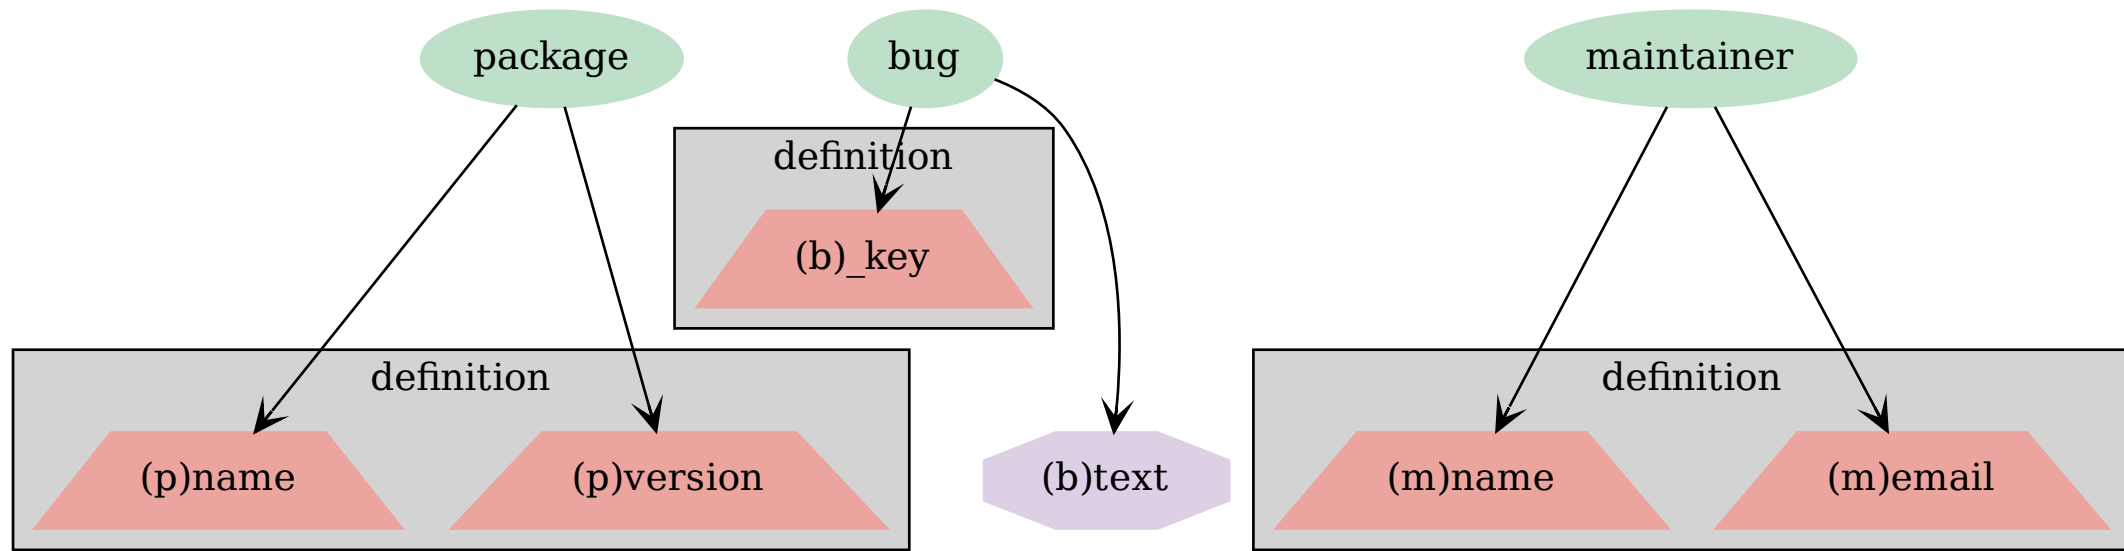 package
bug
maintainer
definition
(b)_key
definition
(p)name
(p)version
(b)text
definition
(m)name
(m)email